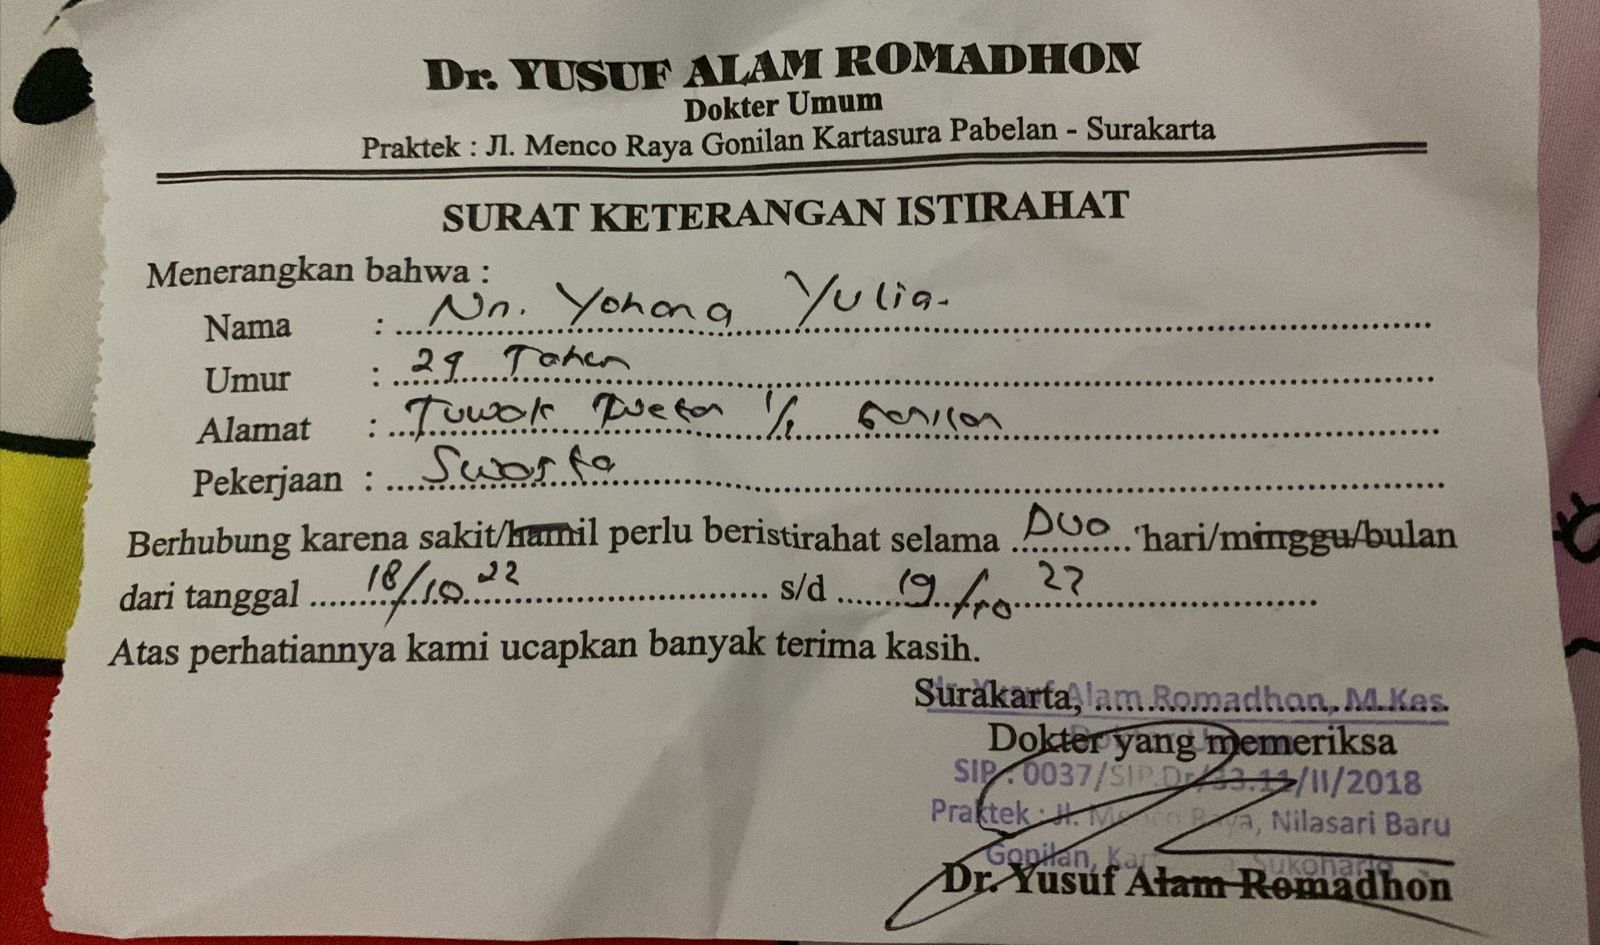 Dr. YUSUF ALAM ROMADHON
Dokter Umum
Praktek : Jl. Menco Raya Gonilan Kartasura Pabelan - Surakarta
SURAT KETERANGAN ISTIRAHAT
Menerangkan bahwa :
Nama : Nn. Yohana Yulia.
Umur : 29 Tahun
Alamat : Tuwak 1/1 Gonilan
Pekerjaan : Swasta
Berhubung karena sakit/hamil perlu beristirahat selama Dua hari/minggu/bulan
dari tanggal 18/10 22 s/d 19/10 22
Atas perhatiannya kami ucapkan banyak terima kasih.
Surakarta, Alam Romadhon, M.Kes.
Dokter yang memeriksa
SIP : 0037/SIP.Dr/33.11/II/2018
Praktek : Jl. Menco Raya, Nilasari Baru
Gonilan, Sukoharjo
Dr. Yusuf Alam Romadhon